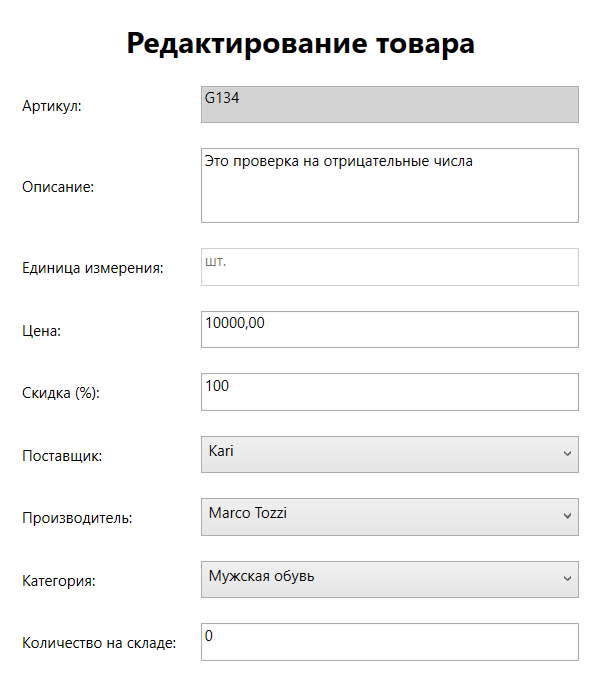 Редактирование товара
Артикул: G134
Описание: Это проверка на отрицательные числа
Единица измерения: шт.
Цена: 10000,00
Скидка (%): 100
Поставщик: Kari
Производитель: Marco Tozzi
Категория: Мужская обувь
Количество на складе: 0